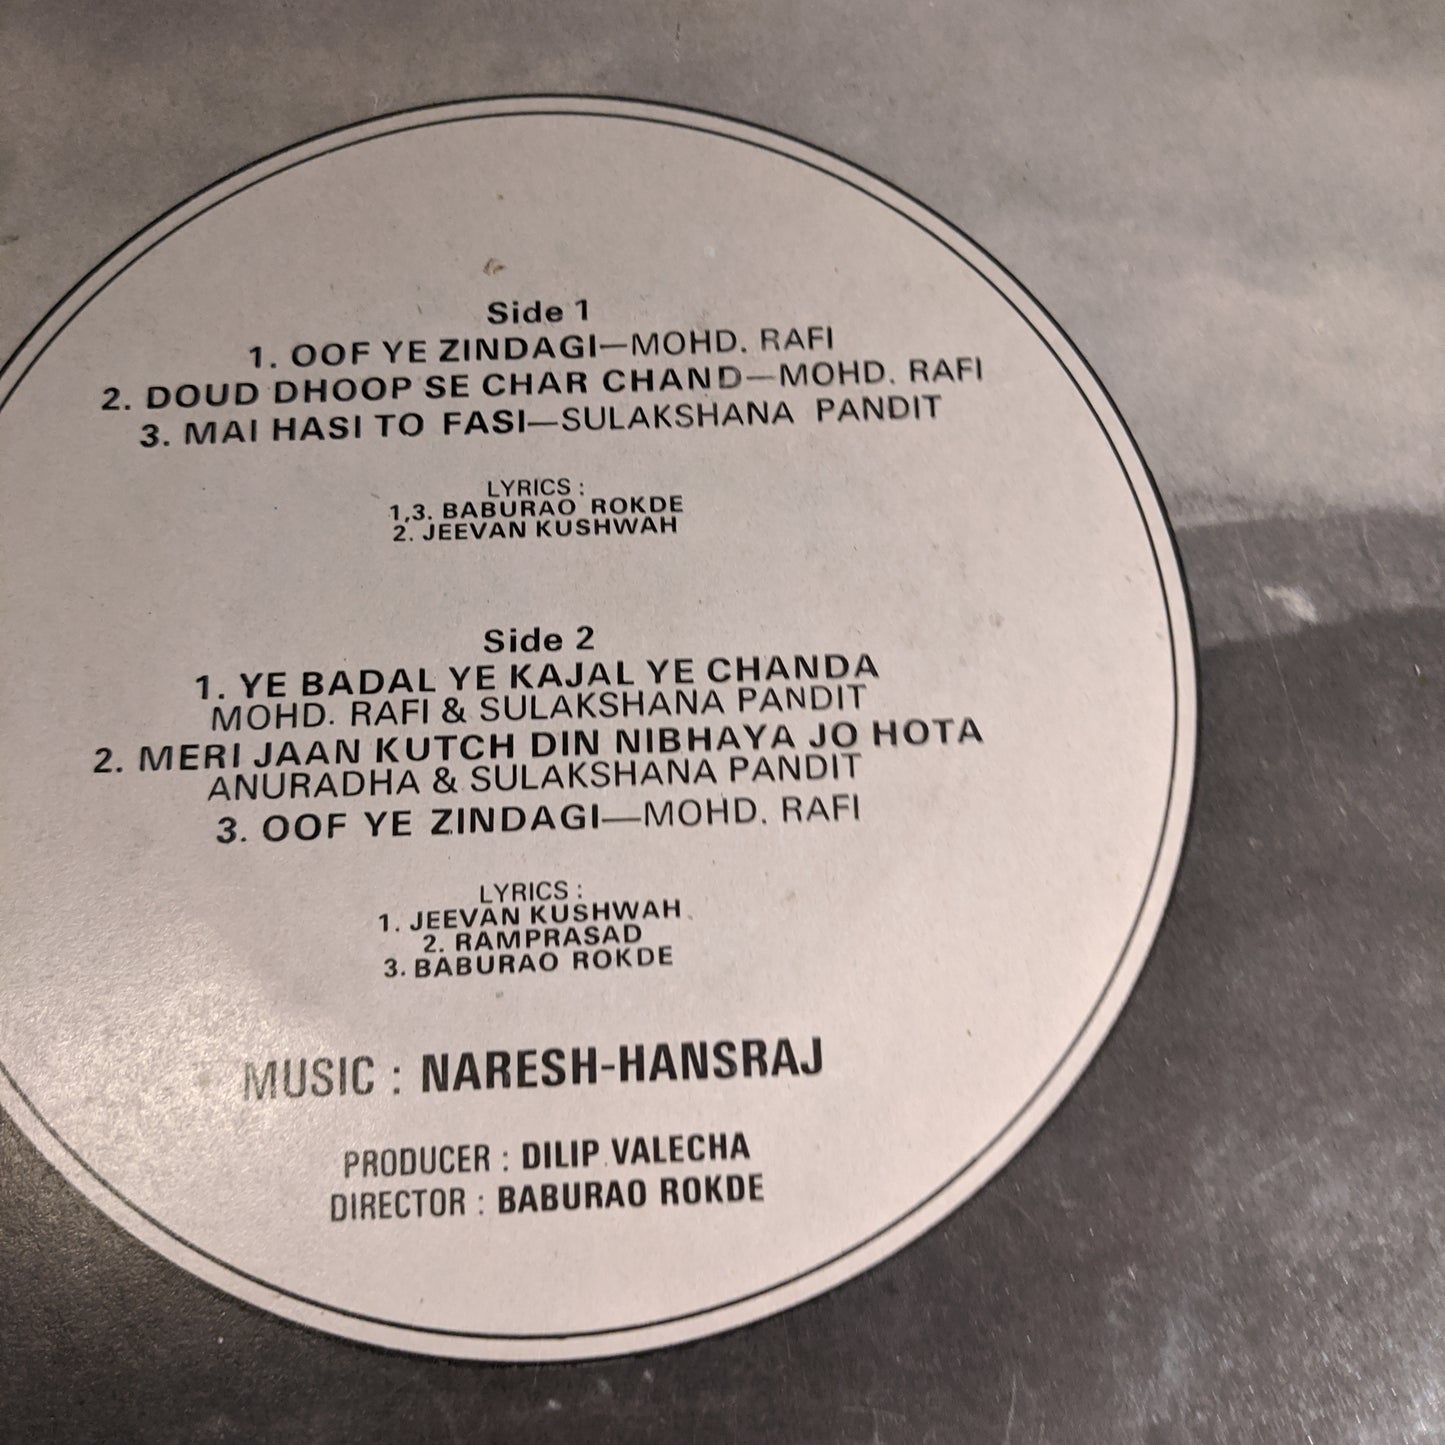 Side 1
1. OOF YE ZINDAGI—MOHD. RAFI
2. DOUD DHOOP SE CHAR CHAND—MOHD. RAFI
3. MAI HASI TO FASI—SULAKSHANA PANDIT
LYRICS :
1,3. BABURAO ROKDE
2. JEEVAN KUSHWAH
Side 2
1. YE BADAL YE KAJAL YE CHANDA
MOHD. RAFI & SULAKSHANA PANDIT
2. MERI JAAN KUTCH DIN NIBHAYA JO HOTA
ANURADHA & SULAKSHANA PANDIT
3. OOF YE ZINDAGI—MOHD. RAFI
LYRICS :
1. JEEVAN KUSHWAH
2. RAMPRASAD
3. BABURAO ROKDE
MUSIC : NARESH-HANSRAJ
PRODUCER : DILIP VALECHA
DIRECTOR : BABURAO ROKDE